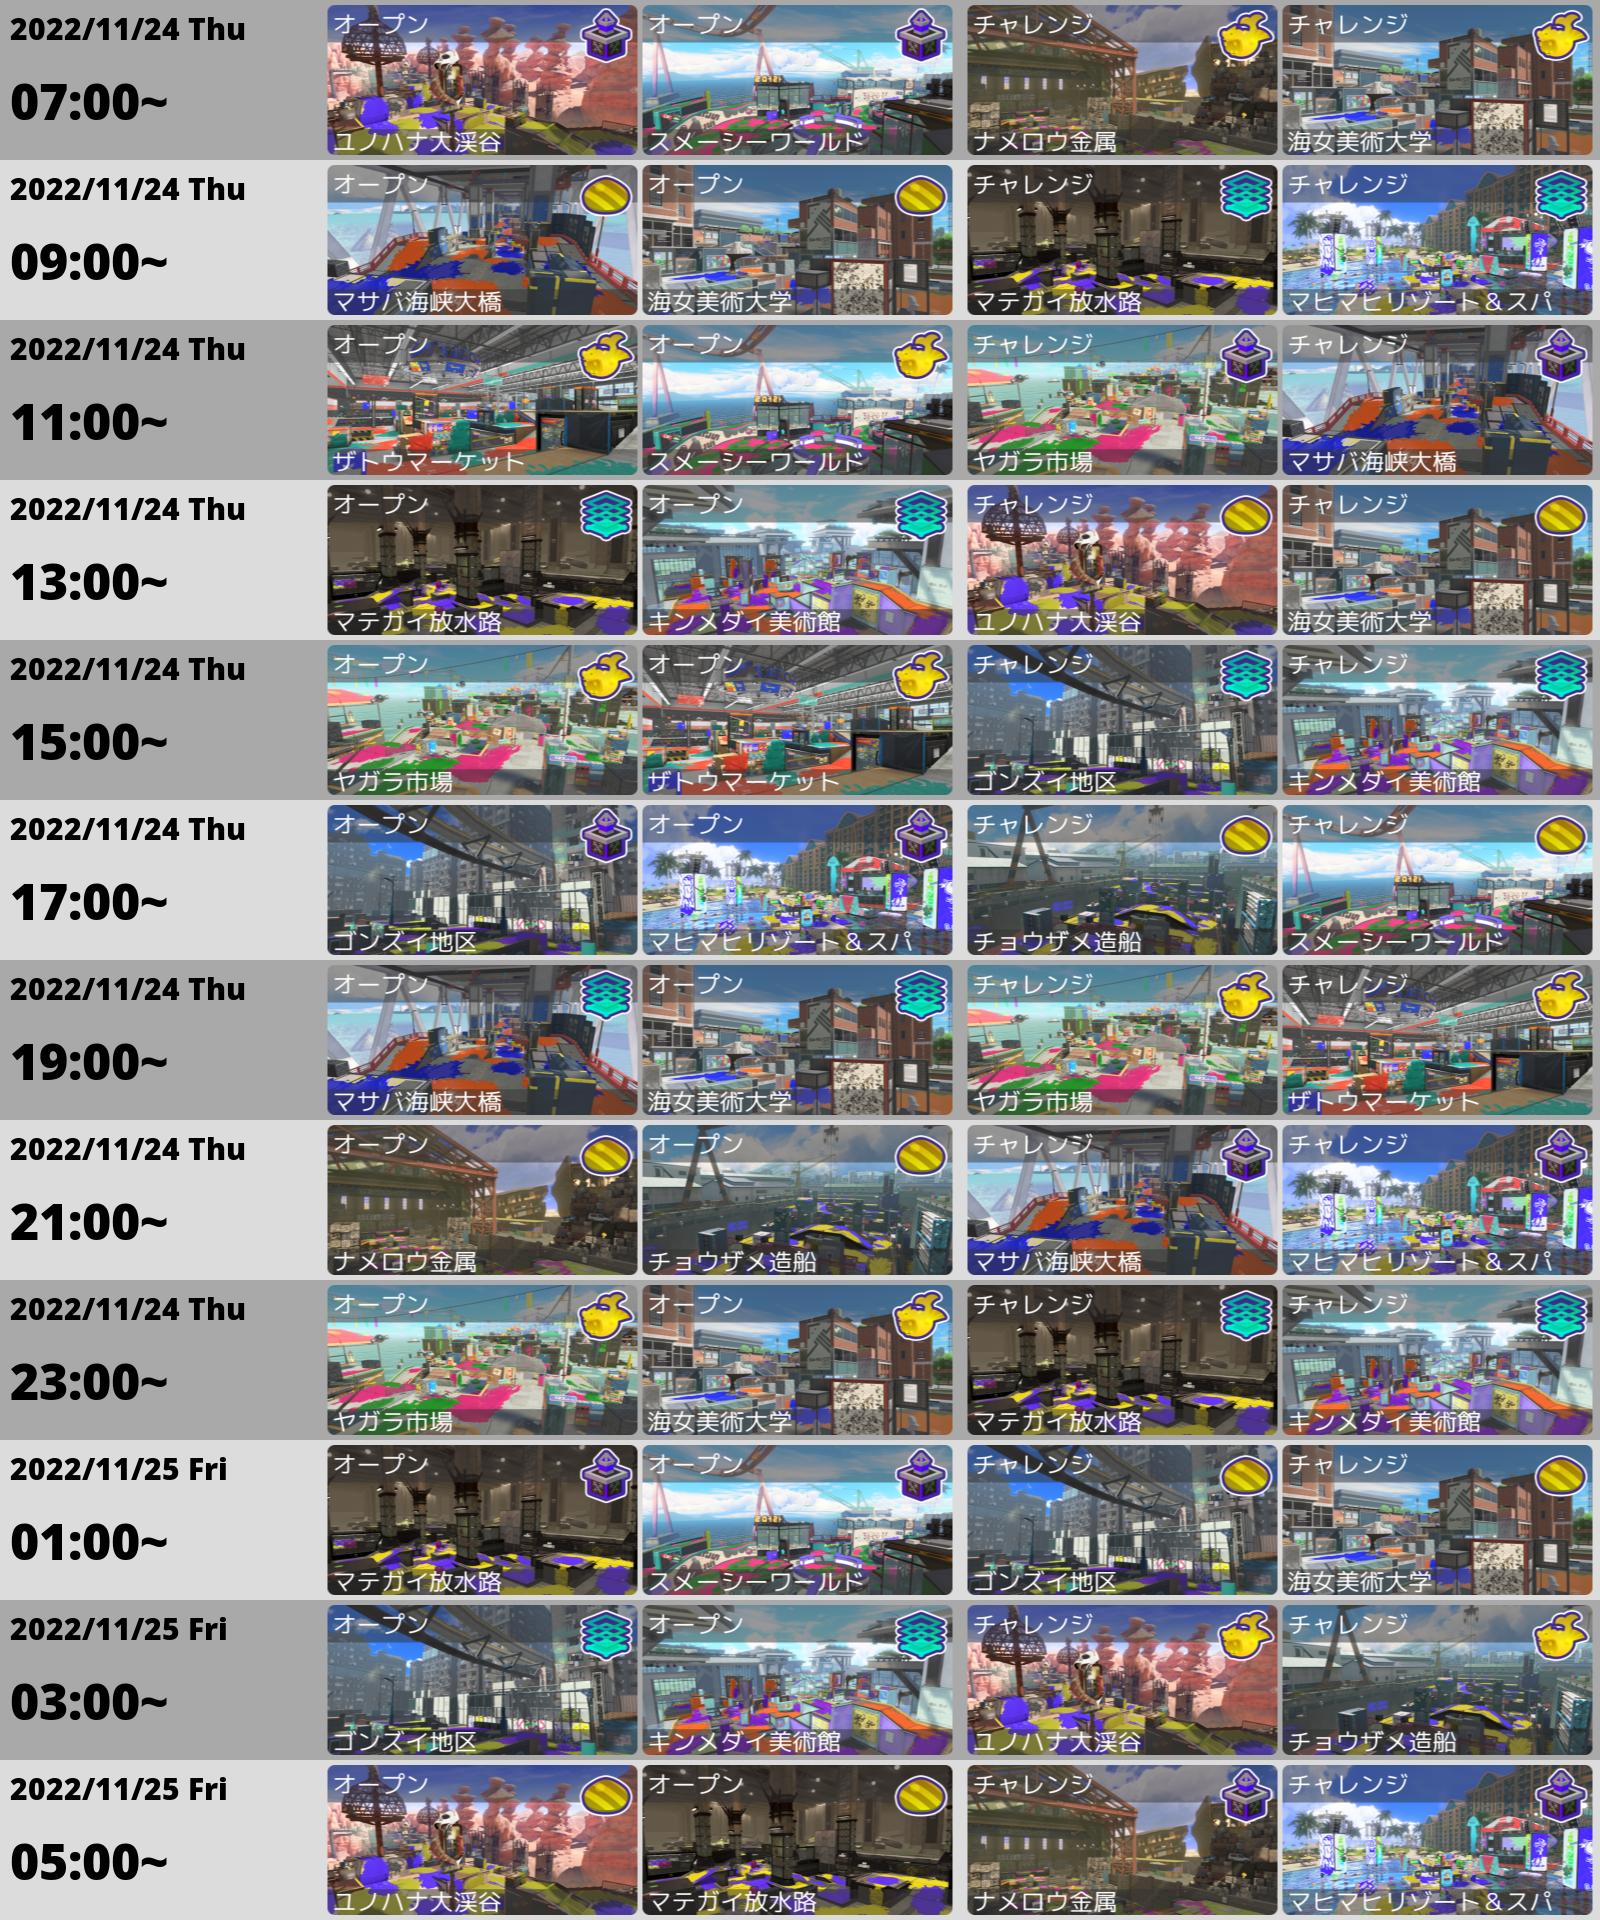 2022/11/24 Thu
07:00~
オープン
ユノハナ大渓谷
オープン
スメーシーワールド
チャレンジ
ナメロウ金属
チャレンジ
海女美術大学
2022/11/24 Thu
09:00~
オープン
マサバ海峡大橋
オープン
海女美術大学
チャレンジ
マテガイ放水路
チャレンジ
マヒマヒリゾート&スパ
2022/11/24 Thu
11:00~
オープン
ザトウマーケット
オープン
スメーシーワールド
チャレンジ
ヤガラ市場
チャレンジ
マサバ海峡大橋
2022/11/24 Thu
13:00~
オープン
マテガイ放水路
オープン
キンメダイ美術館
チャレンジ
ユノハナ大渓谷
チャレンジ
海女美術大学
2022/11/24 Thu
15:00~
オープン
ヤガラ市場
オープン
ザトウマーケット
チャレンジ
ゴンズイ地区
チャレンジ
キンメダイ美術館
2022/11/24 Thu
17:00~
オープン
ゴンズイ地区
オープン
マヒマヒリゾート&スパ
チャレンジ
チョウザメ造船
チャレンジ
スメーシーワールド
2022/11/24 Thu
19:00~
オープン
マサバ海峡大橋
オープン
海女美術大学
チャレンジ
ヤガラ市場
チャレンジ
ザトウマーケット
2022/11/24 Thu
21:00~
オープン
ナメロウ金属
オープン
チョウザメ造船
チャレンジ
マサバ海峡大橋
チャレンジ
マヒマヒリゾート&スパ
2022/11/24 Thu
23:00~
オープン
ヤガラ市場
オープン
海女美術大学
チャレンジ
マテガイ放水路
チャレンジ
キンメダイ美術館
2022/11/25 Fri
01:00~
オープン
マテガイ放水路
オープン
スメーシーワールド
チャレンジ
ゴンズイ地区
チャレンジ
海女美術大学
2022/11/25 Fri
03:00~
オープン
ゴンズイ地区
オープン
キンメダイ美術館
チャレンジ
ユノハナ大渓谷
チャレンジ
チョウザメ造船
2022/11/25 Fri
05:00~
オープン
ユノハナ大渓谷
オープン
マテガイ放水路
チャレンジ
ナメロウ金属
チャレンジ
マヒマヒリゾート&スパ